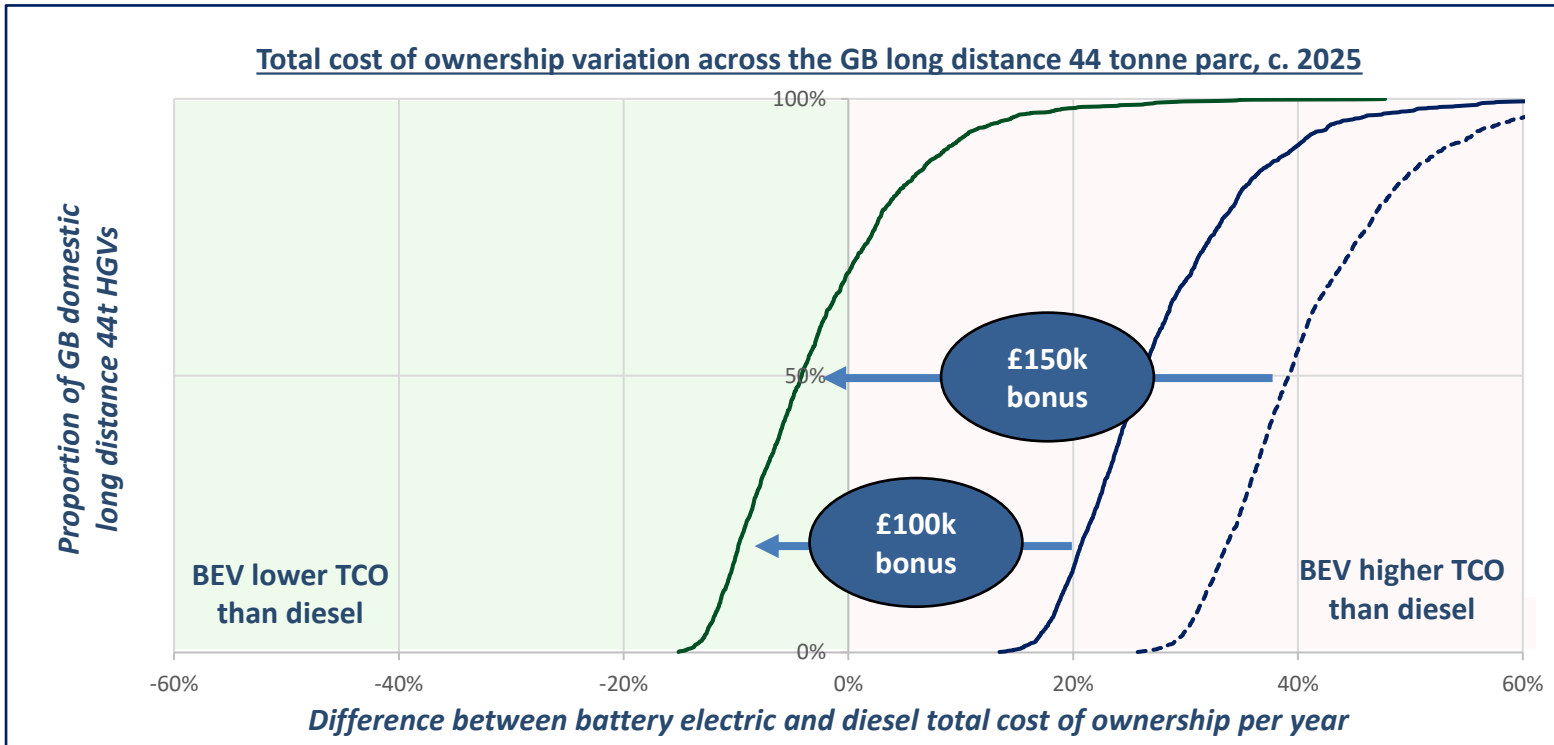 Total cost of ownership variation across the GB long distance 44 tonne parc, c. 2025
Proportion of GB domestic
long distance 44t HGVs
100%
50%
0%
£150k
bonus
£100k
bonus
BEV lower TCO
than diesel
BEV higher TCO
than diesel
-60%
-40%
-20%
0%
20%
40%
60%
Difference between battery electric and diesel total cost of ownership per year